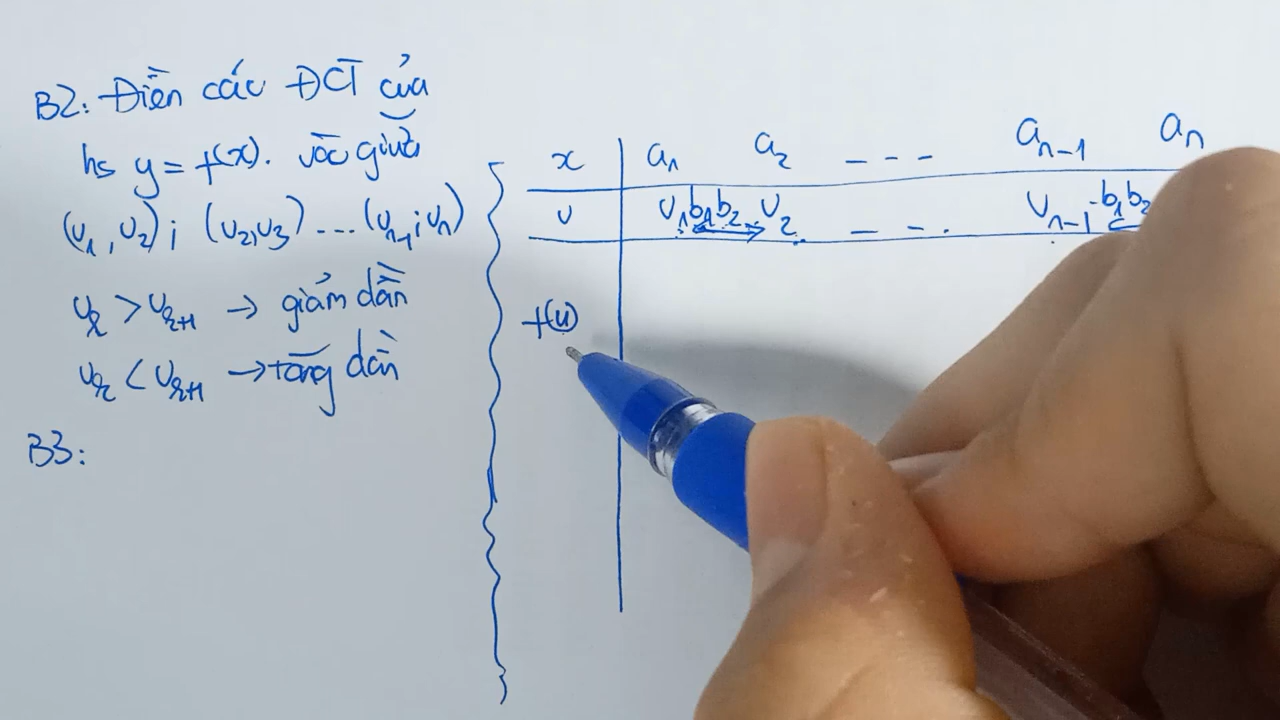 B2: Điền các ĐCT của
hs y = f(x). vào giữa
(u₁, u₂); (u₂, u₃) ... (uₙ₋₁; uₙ)
uₖ > uₖ₊₁ → giảm dần
uₖ < uₖ₊₁ → tăng dần
B3:
x a₁ a₂ - - - aₙ₋₁ aₙ
u u₁ b₁ b₂ u₂ - - . uₙ₋₁ b₁ b₂
f(u)